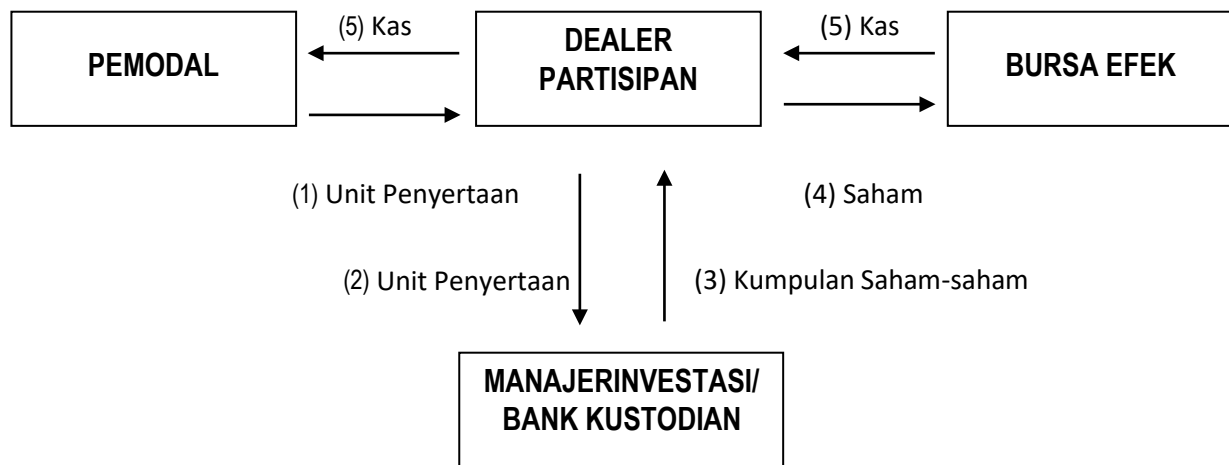 (5) Kas
(5) Kas
PEMODAL
DEALER
PARTISIPAN
BURSA EFEK
(1) Unit Penyertaan
(4) Saham
(2) Unit Penyertaan
(3) Kumpulan Saham-saham
MANAJERINVESTASI/
BANK KUSTODIAN